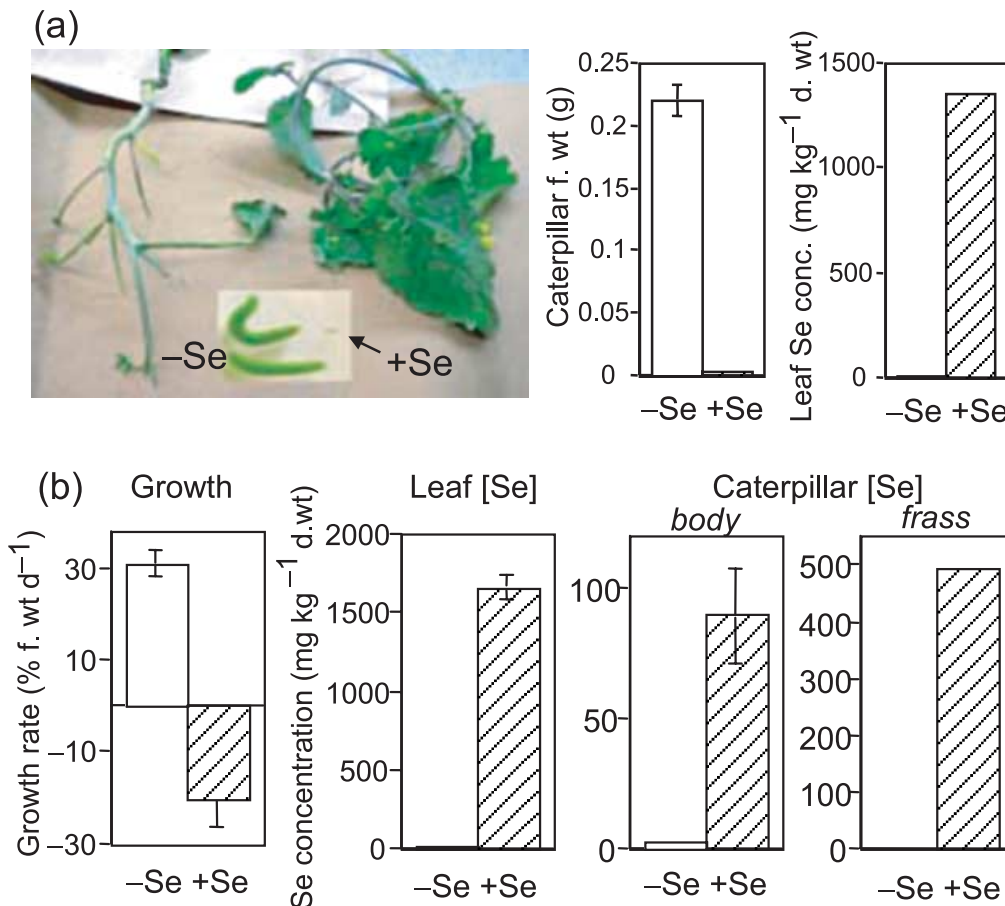 (a)
–Se
+Se
Caterpillar f. wt (g)
0.25
0.2
0.15
0.1
0.05
0
–Se +Se
Leaf Se conc. (mg kg⁻¹ d. wt)
1500
1000
500
0
–Se +Se
(b)
Growth
Growth rate (% f. wt d⁻¹)
30
10
–10
–30
–Se +Se
Leaf [Se]
Se concentration (mg kg⁻¹ d.wt)
2000
1500
1000
500
0
–Se +Se
Caterpillar [Se]
body
100
50
0
–Se +Se
frass
500
400
300
200
100
0
–Se +Se